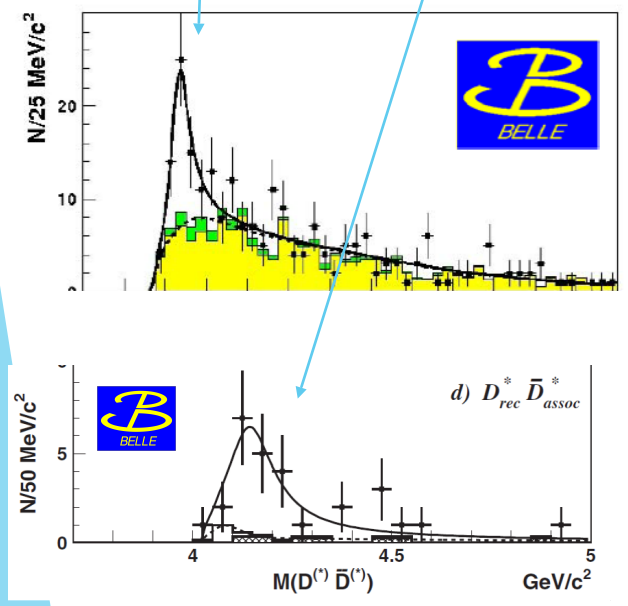 N/25 MeV/c²
20
10
0
B
BELLE
N/50 MeV/c²
B
BELLE
d) D*rec D̄*assoc
5
0
4
4.5
5
M(D(*) D̄(*))
GeV/c²